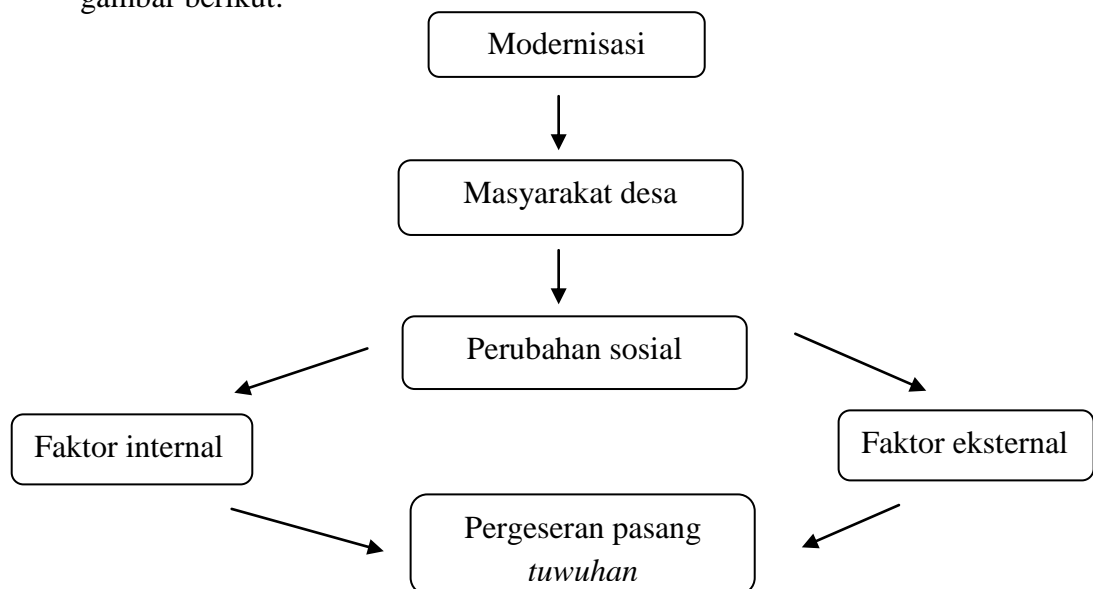 gambar berikut.
Modernisasi
Masyarakat desa
Perubahan sosial
Faktor internal
Faktor eksternal
Pergeseran pasang
tuwuhan